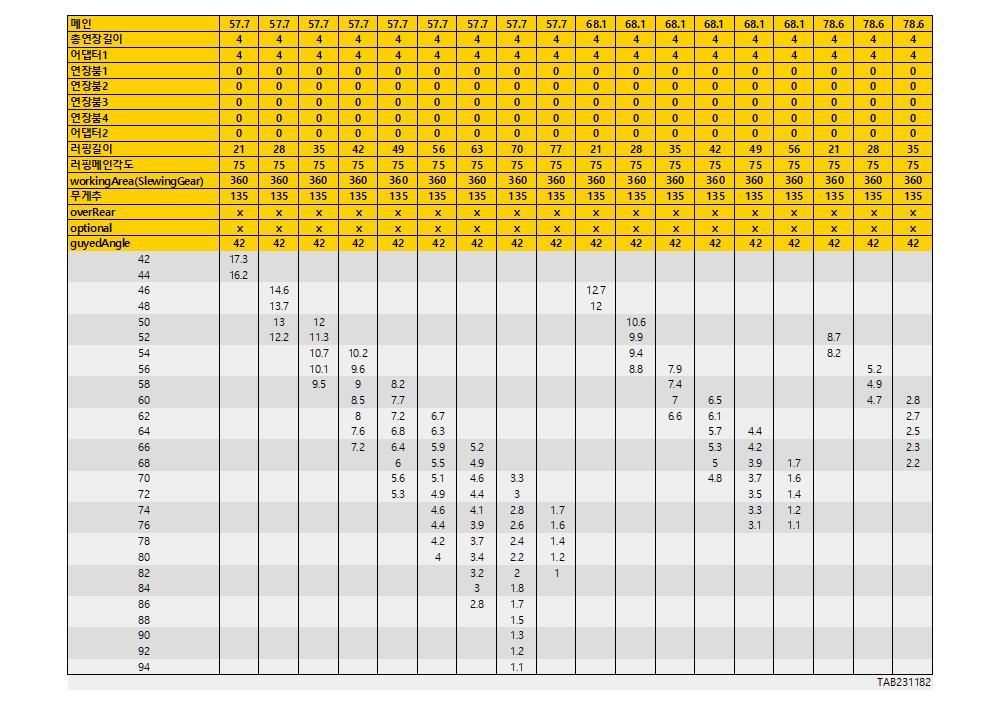 메인 57.7 57.7 57.7 57.7 57.7 57.7 57.7 57.7 57.7 68.1 68.1 68.1 68.1 68.1 68.1 78.6 78.6 78.6
총연장길이 4 4 4 4 4 4 4 4 4 4 4 4 4 4 4 4 4 4
어댑터1 4 4 4 4 4 4 4 4 4 4 4 4 4 4 4 4 4 4
연장붐1 0 0 0 0 0 0 0 0 0 0 0 0 0 0 0 0 0 0
연장붐2 0 0 0 0 0 0 0 0 0 0 0 0 0 0 0 0 0 0
연장붐3 0 0 0 0 0 0 0 0 0 0 0 0 0 0 0 0 0 0
연장붐4 0 0 0 0 0 0 0 0 0 0 0 0 0 0 0 0 0 0
어댑터2 0 0 0 0 0 0 0 0 0 0 0 0 0 0 0 0 0 0
러핑길이 21 28 35 42 49 56 63 70 77 21 28 35 42 49 56 21 28 35
러핑메인각도 75 75 75 75 75 75 75 75 75 75 75 75 75 75 75 75 75 75
workingArea(SlewingGear) 360 360 360 360 360 360 360 360 360 360 360 360 360 360 360 360 360 360
무게추 135 135 135 135 135 135 135 135 135 135 135 135 135 135 135 135 135 135
overRear x x x x x x x x x x x x x x x x x x
optional x x x x x x x x x x x x x x x x x x
guyedAngle 42 42 42 42 42 42 42 42 42 42 42 42 42 42 42 42 42 42
42 17.3
44 16.2
46 14.6 12.7
48 13.7 12
50 13 12 10.6
52 12.2 11.3 9.9 8.7
54 10.7 10.2 9.4 8.2
56 10.1 9.6 8.8 7.9 5.2
58 9.5 9 8.2 7.4 4.9
60 8.5 7.7 7 6.5 4.7 2.8
62 8 7.2 6.7 6.6 6.1 2.7
64 7.6 6.8 6.3 5.7 4.4 2.5
66 7.2 6.4 5.9 5.2 5.3 4.2 2.3
68 6 5.5 4.9 5 3.9 1.7 2.2
70 5.6 5.1 4.6 3.3 4.8 3.7 1.6
72 5.3 4.9 4.4 3 3.5 1.4
74 4.6 4.1 2.8 1.7 3.3 1.2
76 4.4 3.9 2.6 1.6 3.1 1.1
78 4.2 3.7 2.4 1.4
80 4 3.4 2.2 1.2
82 3.2 2 1
84 3 1.8
86 2.8 1.7
88 1.5
90 1.3
92 1.2
94 1.1
TAB231182